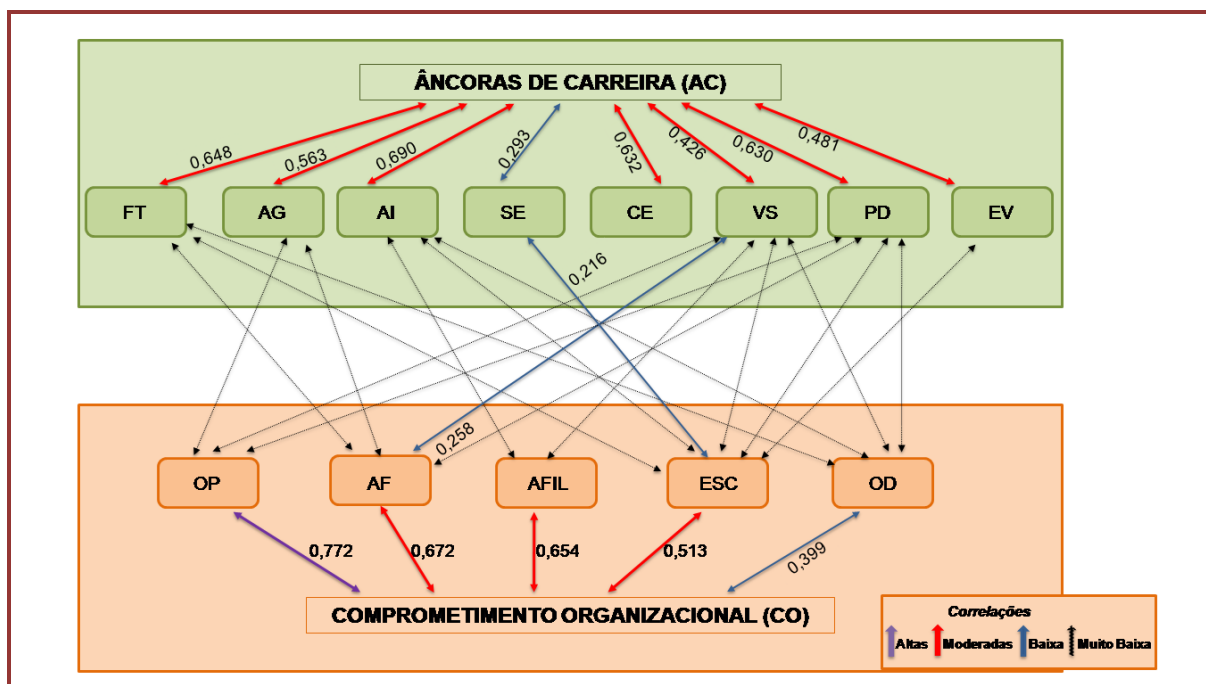 ÂNCORAS DE CARREIRA (AC)
0,648
0,563
0,690
0,293
0,632
0,426
0,630
0,481
FT
AG
AI
SE
CE
VS
PD
EV
0,216
0,258
OP
AF
AFIL
ESC
OD
0,772
0,672
0,654
0,513
0,399
COMPROMETIMENTO ORGANIZACIONAL (CO)
Correlações
Altas
Moderadas
Baixa
Muito Baixa